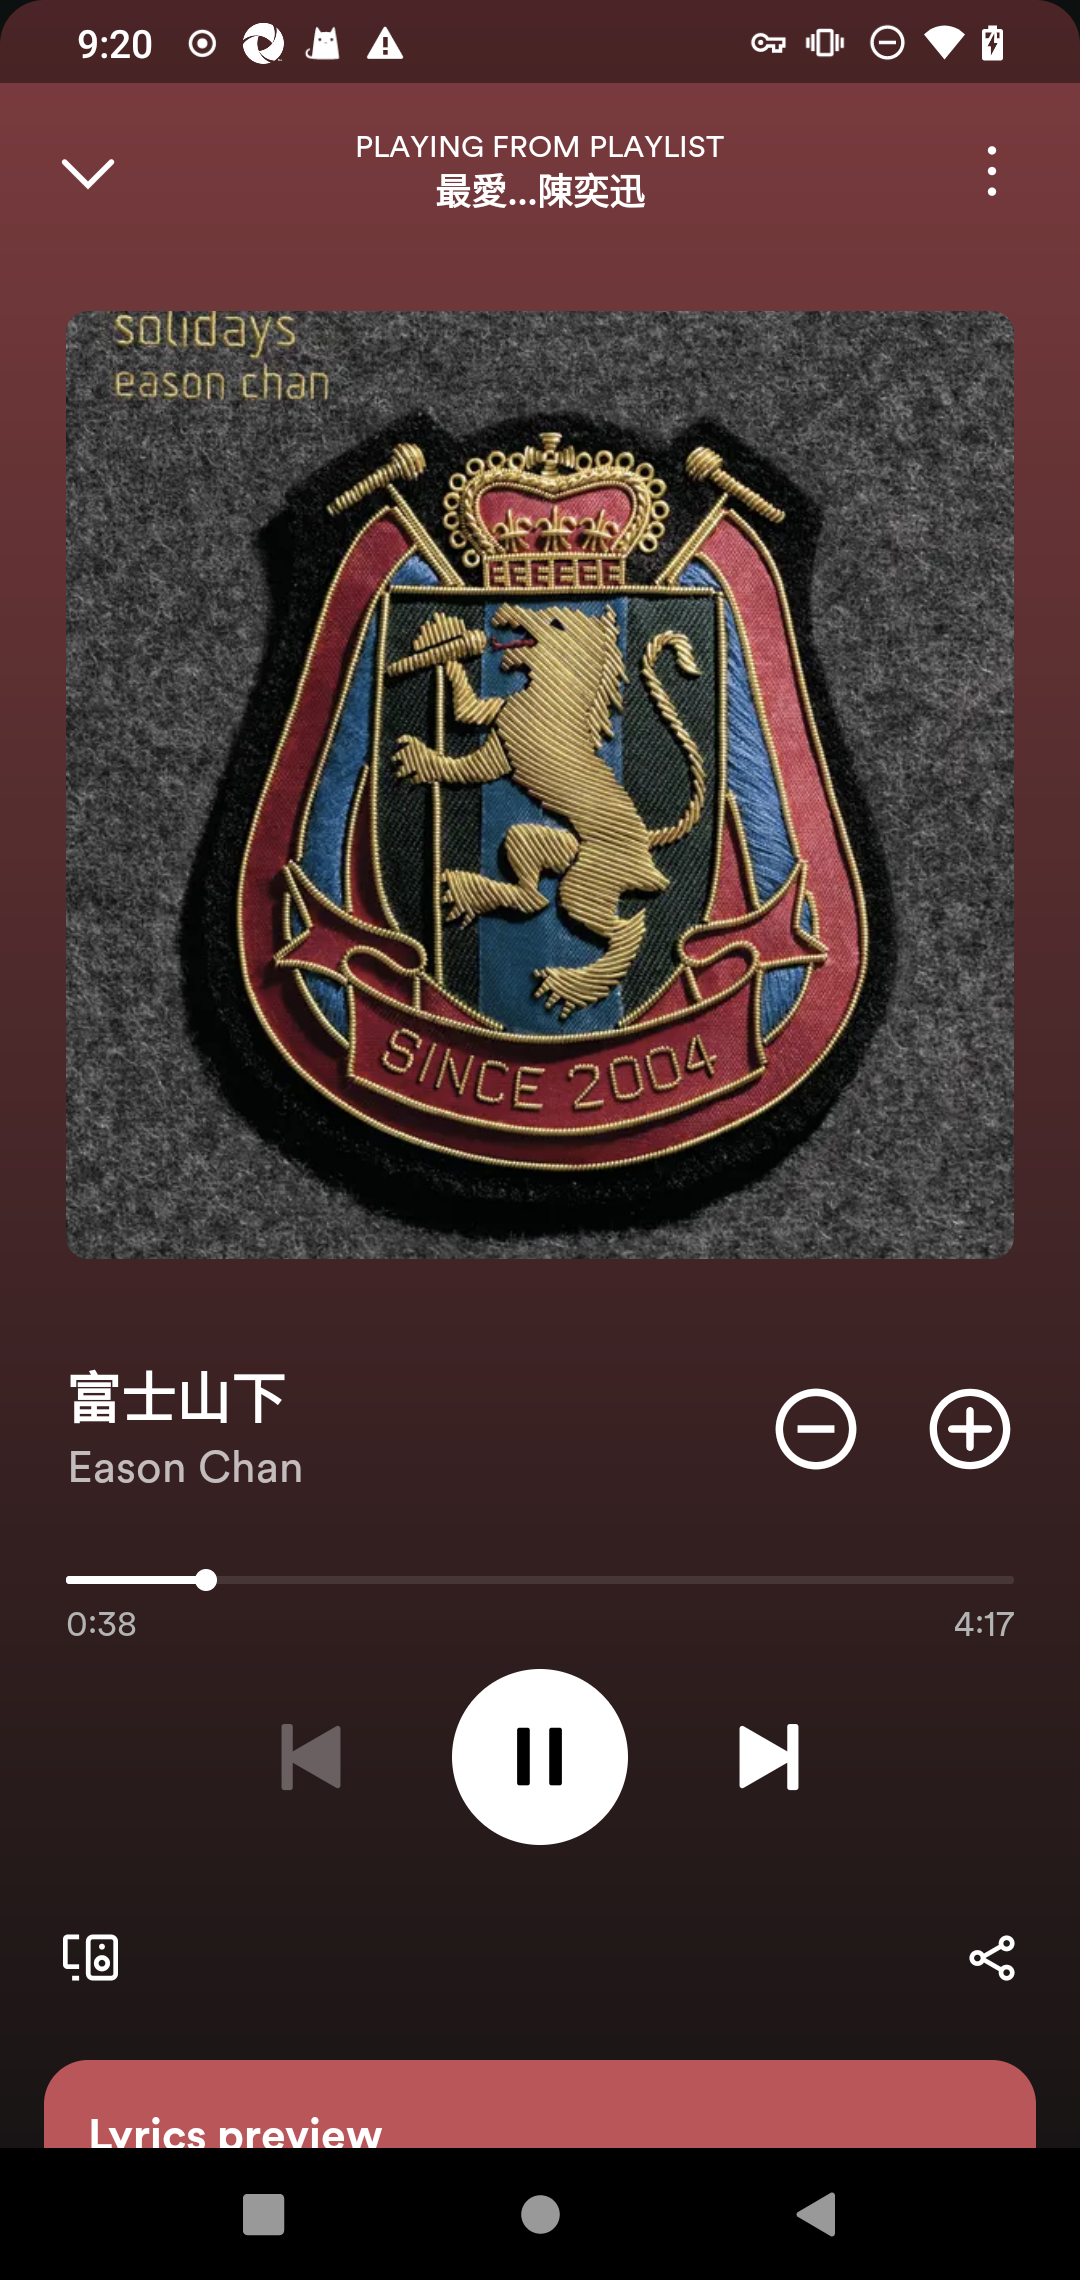 9:20
PLAYING FROM PLAYLIST
最愛...陳奕迅
solidays
eason chan
SINCE 2004
富士山下
Eason Chan
0:38
4:17
Lyrics preview